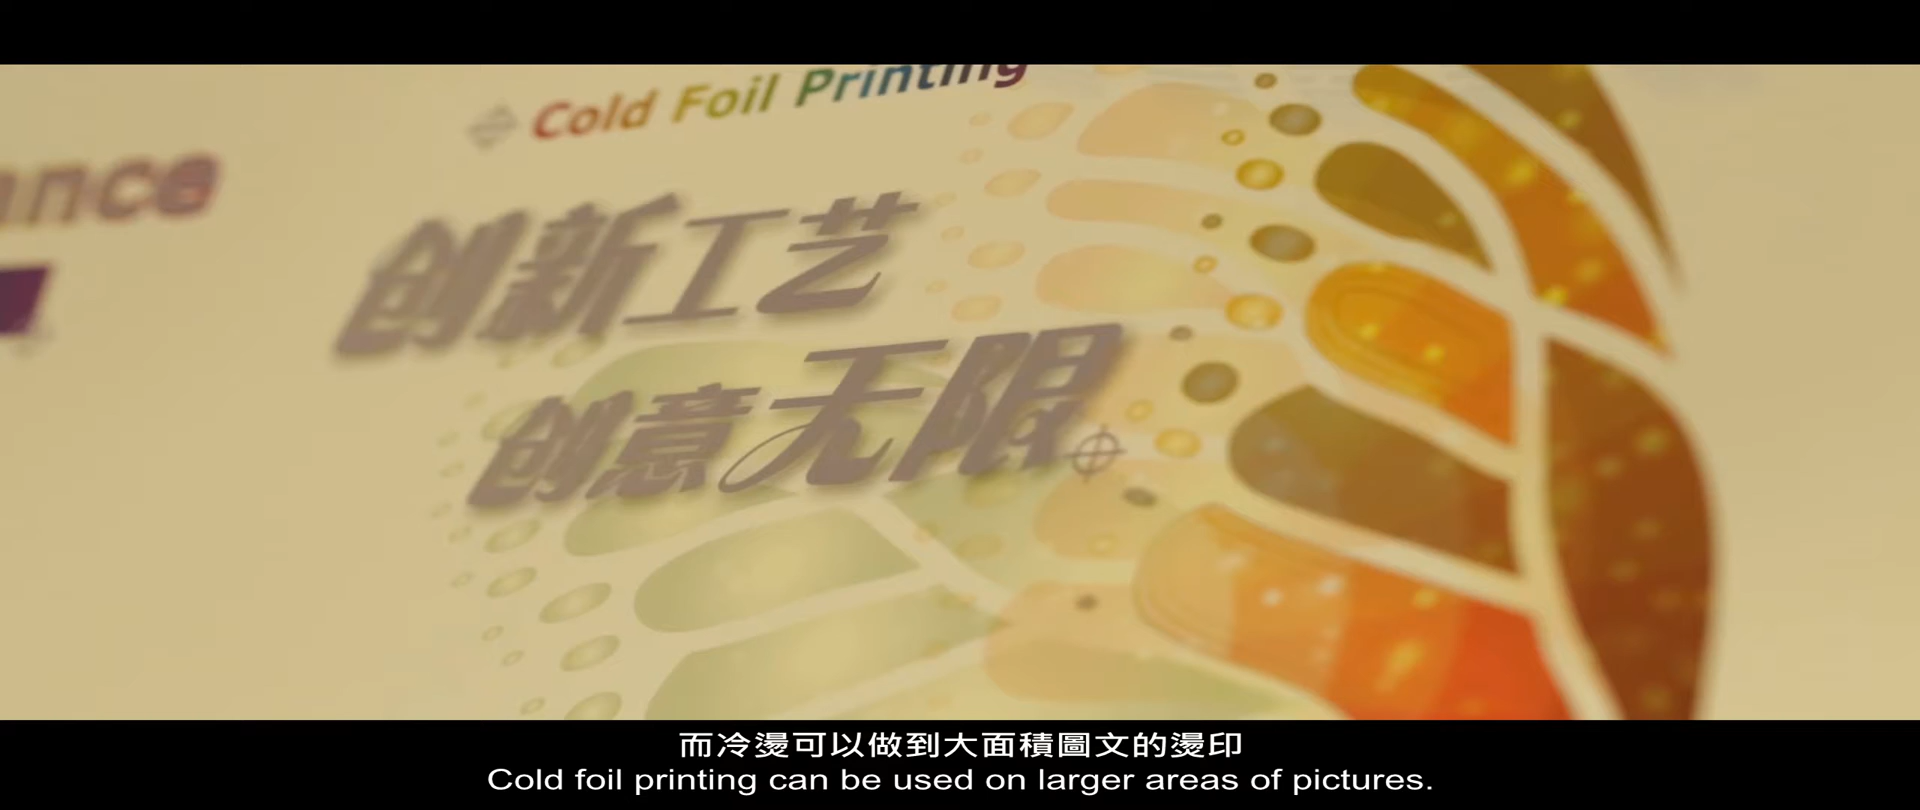 Cold Foil Printing
ance
创新工艺
创意无限
而冷燙可以做到大面積圖文的燙印
Cold foil printing can be used on larger areas of pictures.